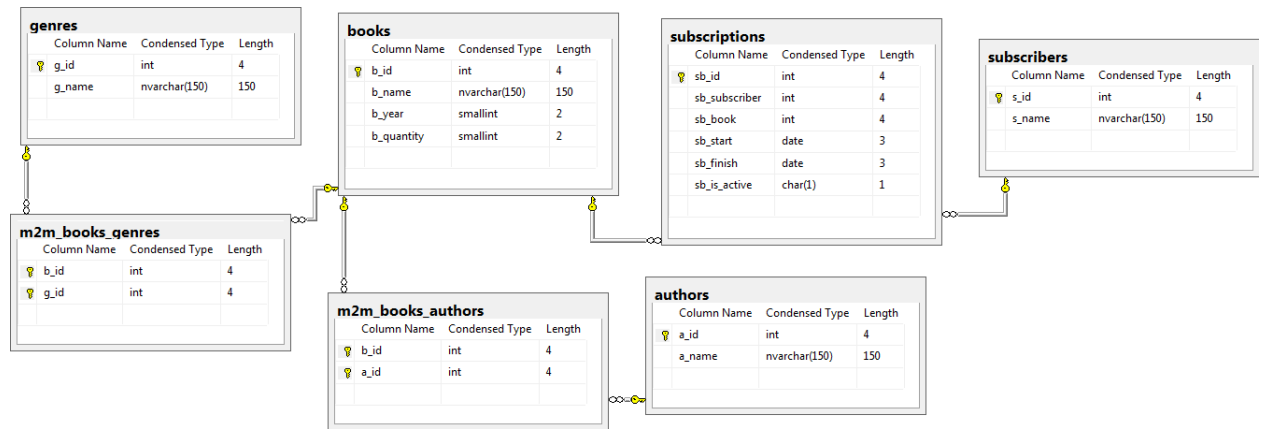 genres
Column Name Condensed Type Length
g_id int 4
g_name nvarchar(150) 150
books
Column Name Condensed Type Length
b_id int 4
b_name nvarchar(150) 150
b_year smallint 2
b_quantity smallint 2
subscriptions
Column Name Condensed Type Length
sb_id int 4
sb_subscriber int 4
sb_book int 4
sb_start date 3
sb_finish date 3
sb_is_active char(1) 1
subscribers
Column Name Condensed Type Length
s_id int 4
s_name nvarchar(150) 150
m2m_books_genres
Column Name Condensed Type Length
b_id int 4
g_id int 4
m2m_books_authors
Column Name Condensed Type Length
b_id int 4
a_id int 4
authors
Column Name Condensed Type Length
a_id int 4
a_name nvarchar(150) 150